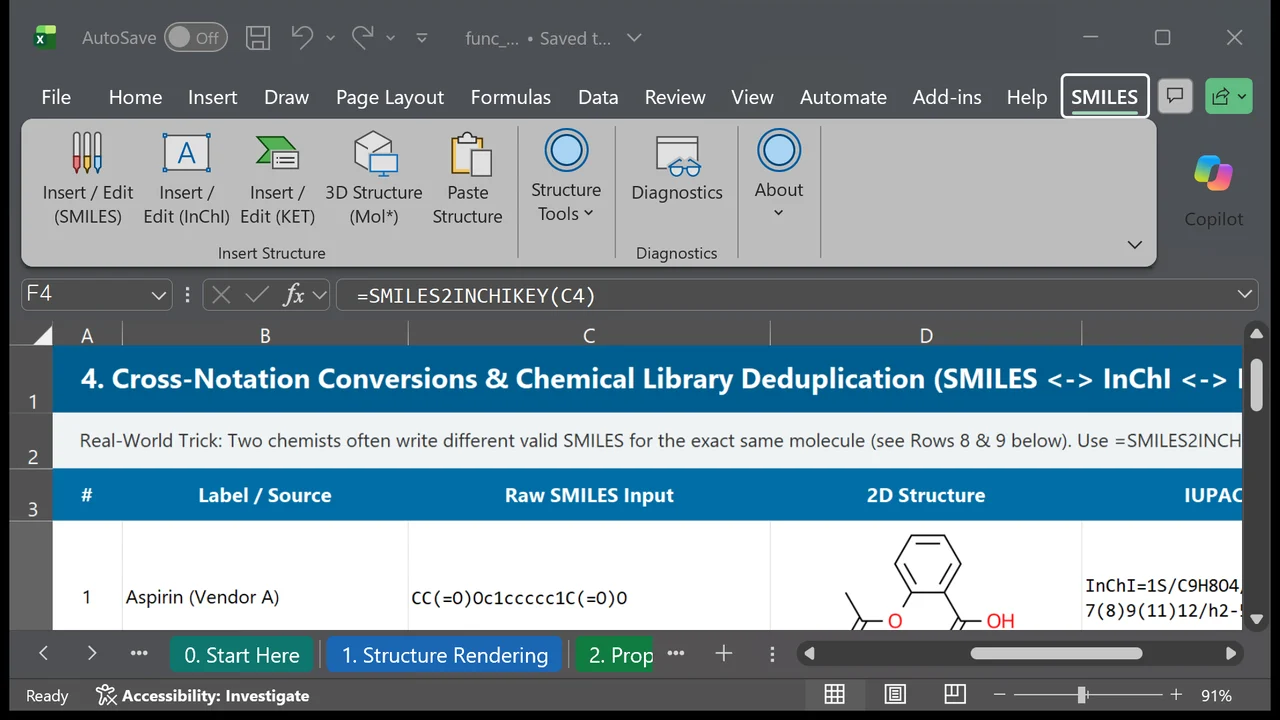 AutoSave Off func_... • Saved t...
File Home Insert Draw Page Layout Formulas Data Review View Automate Add-ins Help SMILES
Insert / Edit (SMILES)
Insert / Edit (InChI)
Insert / Edit (KET)
3D Structure (Mol*)
Paste Structure
Structure Tools
Diagnostics
About
Copilot
Insert Structure
Diagnostics
F4 fx =SMILES2INCHIKEY(C4)
A B C D
1 4. Cross-Notation Conversions & Chemical Library Deduplication (SMILES <-> InChI <-> I
2 Real-World Trick: Two chemists often write different valid SMILES for the exact same molecule (see Rows 8 & 9 below). Use =SMILES2INCH
3 # Label / Source Raw SMILES Input 2D Structure IUPAC
1 Aspirin (Vendor A) CC(=O)Oc1ccccc1C(=O)O O OH
InChI=1S/C9H8O4/
7(8)9(11)12/h2-5
0. Start Here 1. Structure Rendering 2. Prop
Ready Accessibility: Investigate 91%